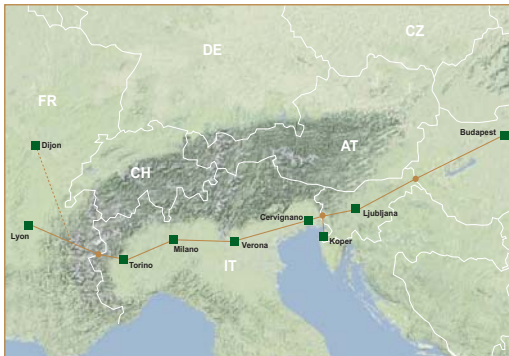 CZ
DE
FR
Budapest
Dijon
AT
CH
Cervignano
Ljubljana
Lyon
Koper
Milano
Verona
Torino
IT